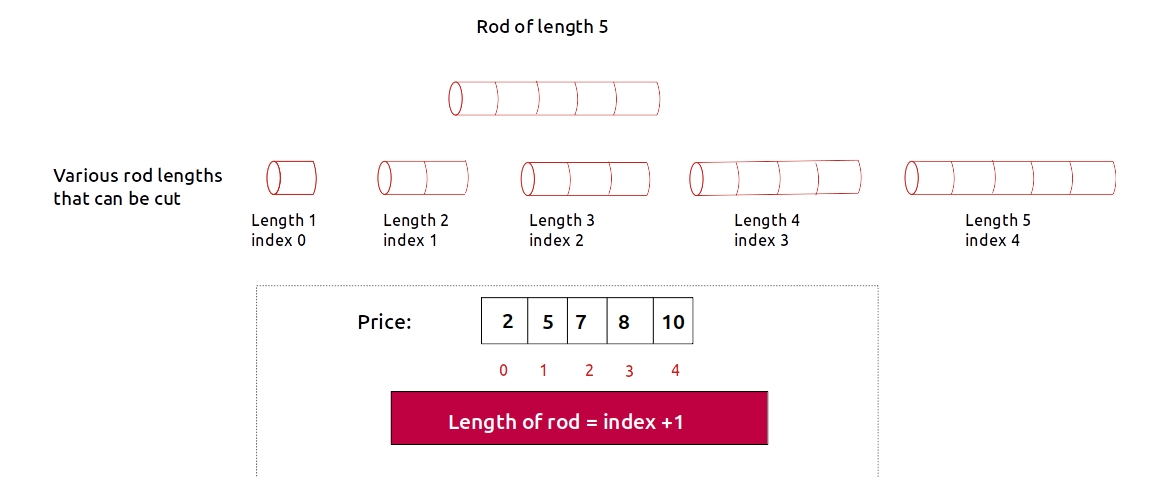 Rod of length 5
Various rod lengths
that can be cut
Length 1
index 0
Length 2
index 1
Length 3
index 2
Length 4
index 3
Length 5
index 4
Price:
2 5 7 8 10
0 1 2 3 4
Length of rod = index +1